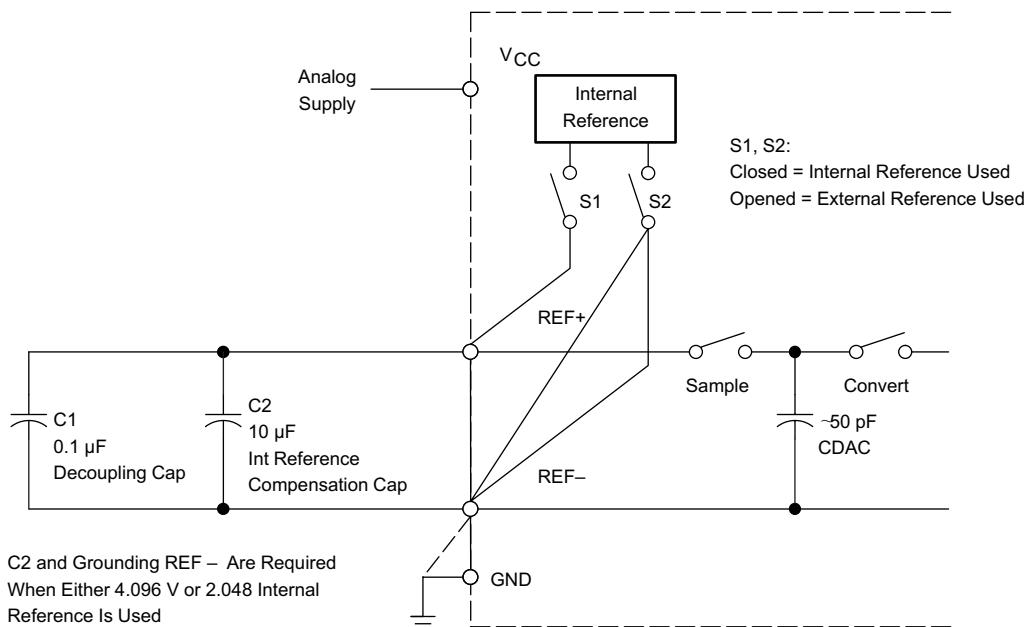 VCC
Analog
Supply
Internal
Reference
S1, S2:
Closed = Internal Reference Used
Opened = External Reference Used
S1
S2
REF+
Sample
Convert
C1
0.1 µF
Decoupling Cap
C2
10 µF
Int Reference
Compensation Cap
~50 pF
CDAC
REF–
C2 and Grounding REF – Are Required
When Either 4.096 V or 2.048 Internal
Reference Is Used
GND